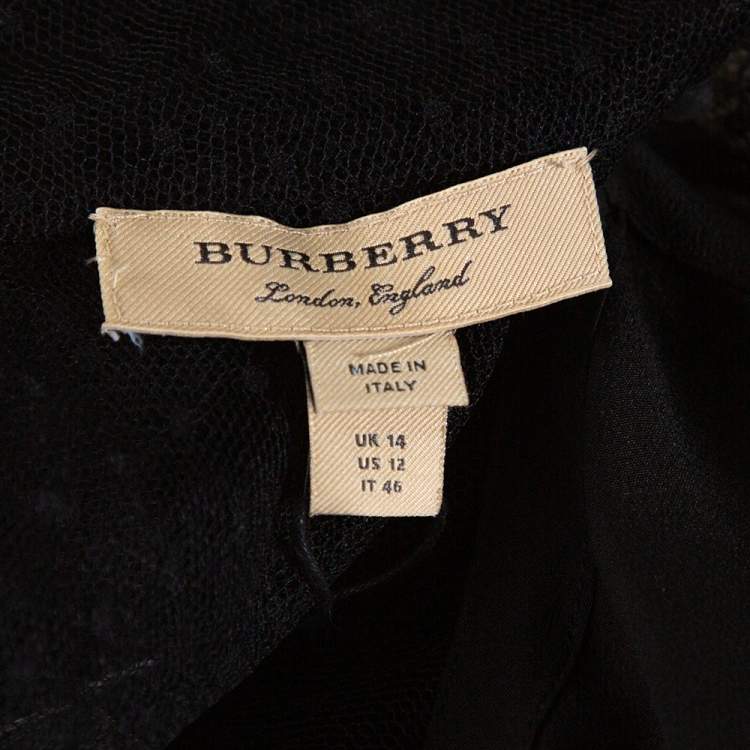 BURBERRY
London, England
MADE IN
ITALY
UK 14
US 12
IT 46